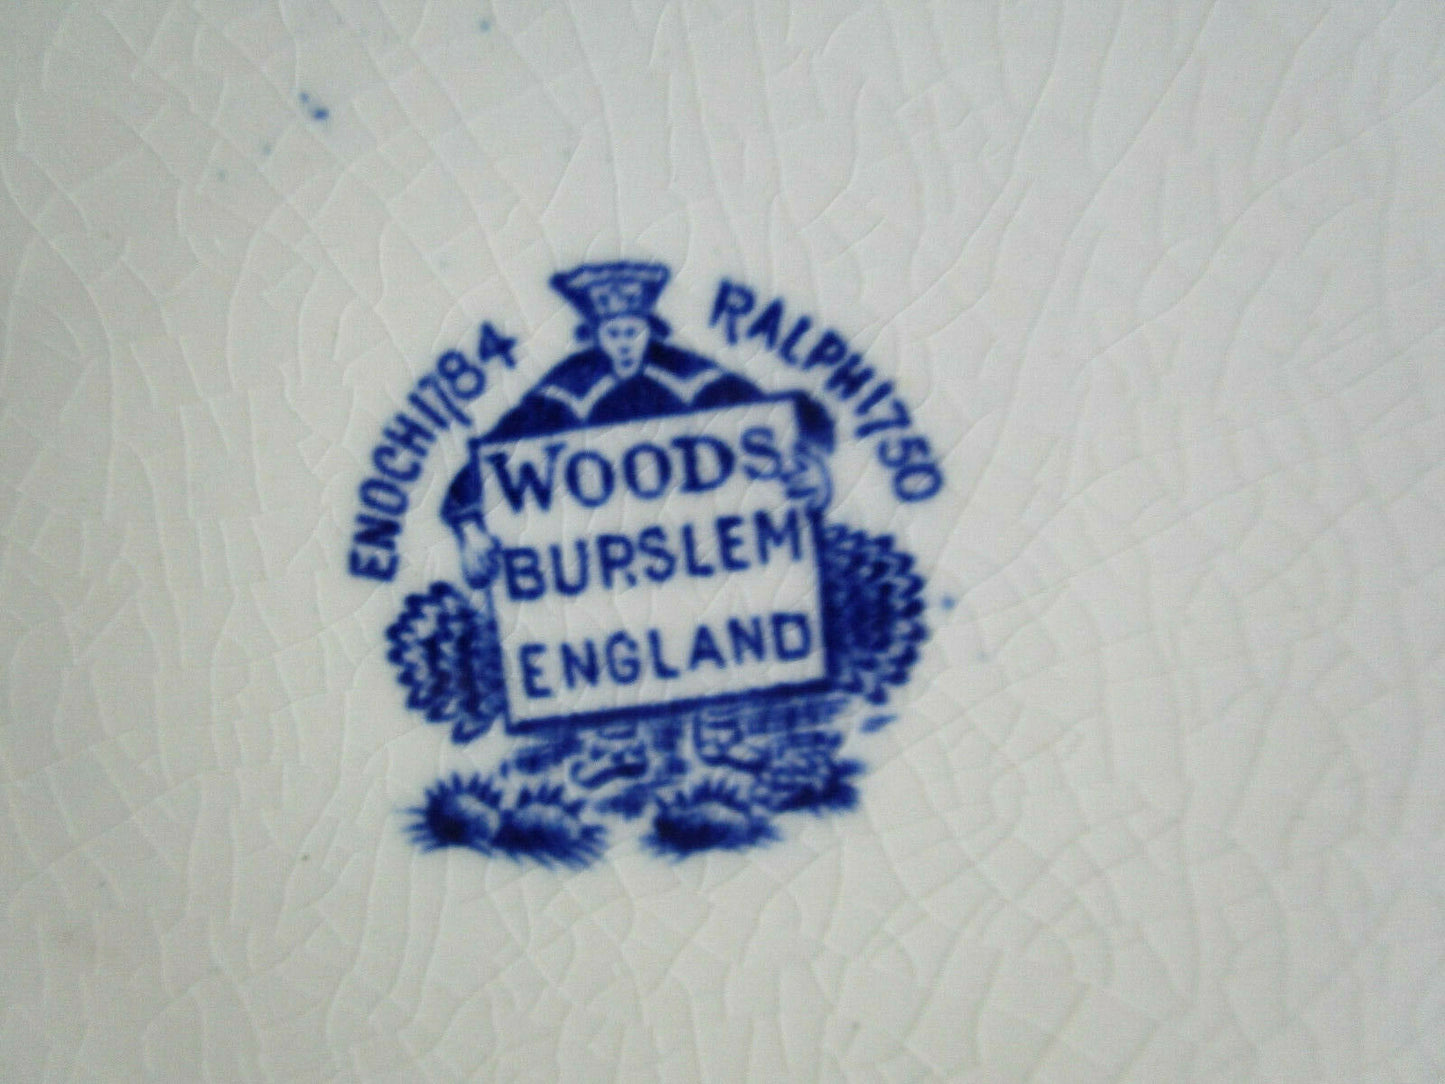 ENOCH 1784
RALPH 1750
WOODS
BURSLEM
ENGLAND